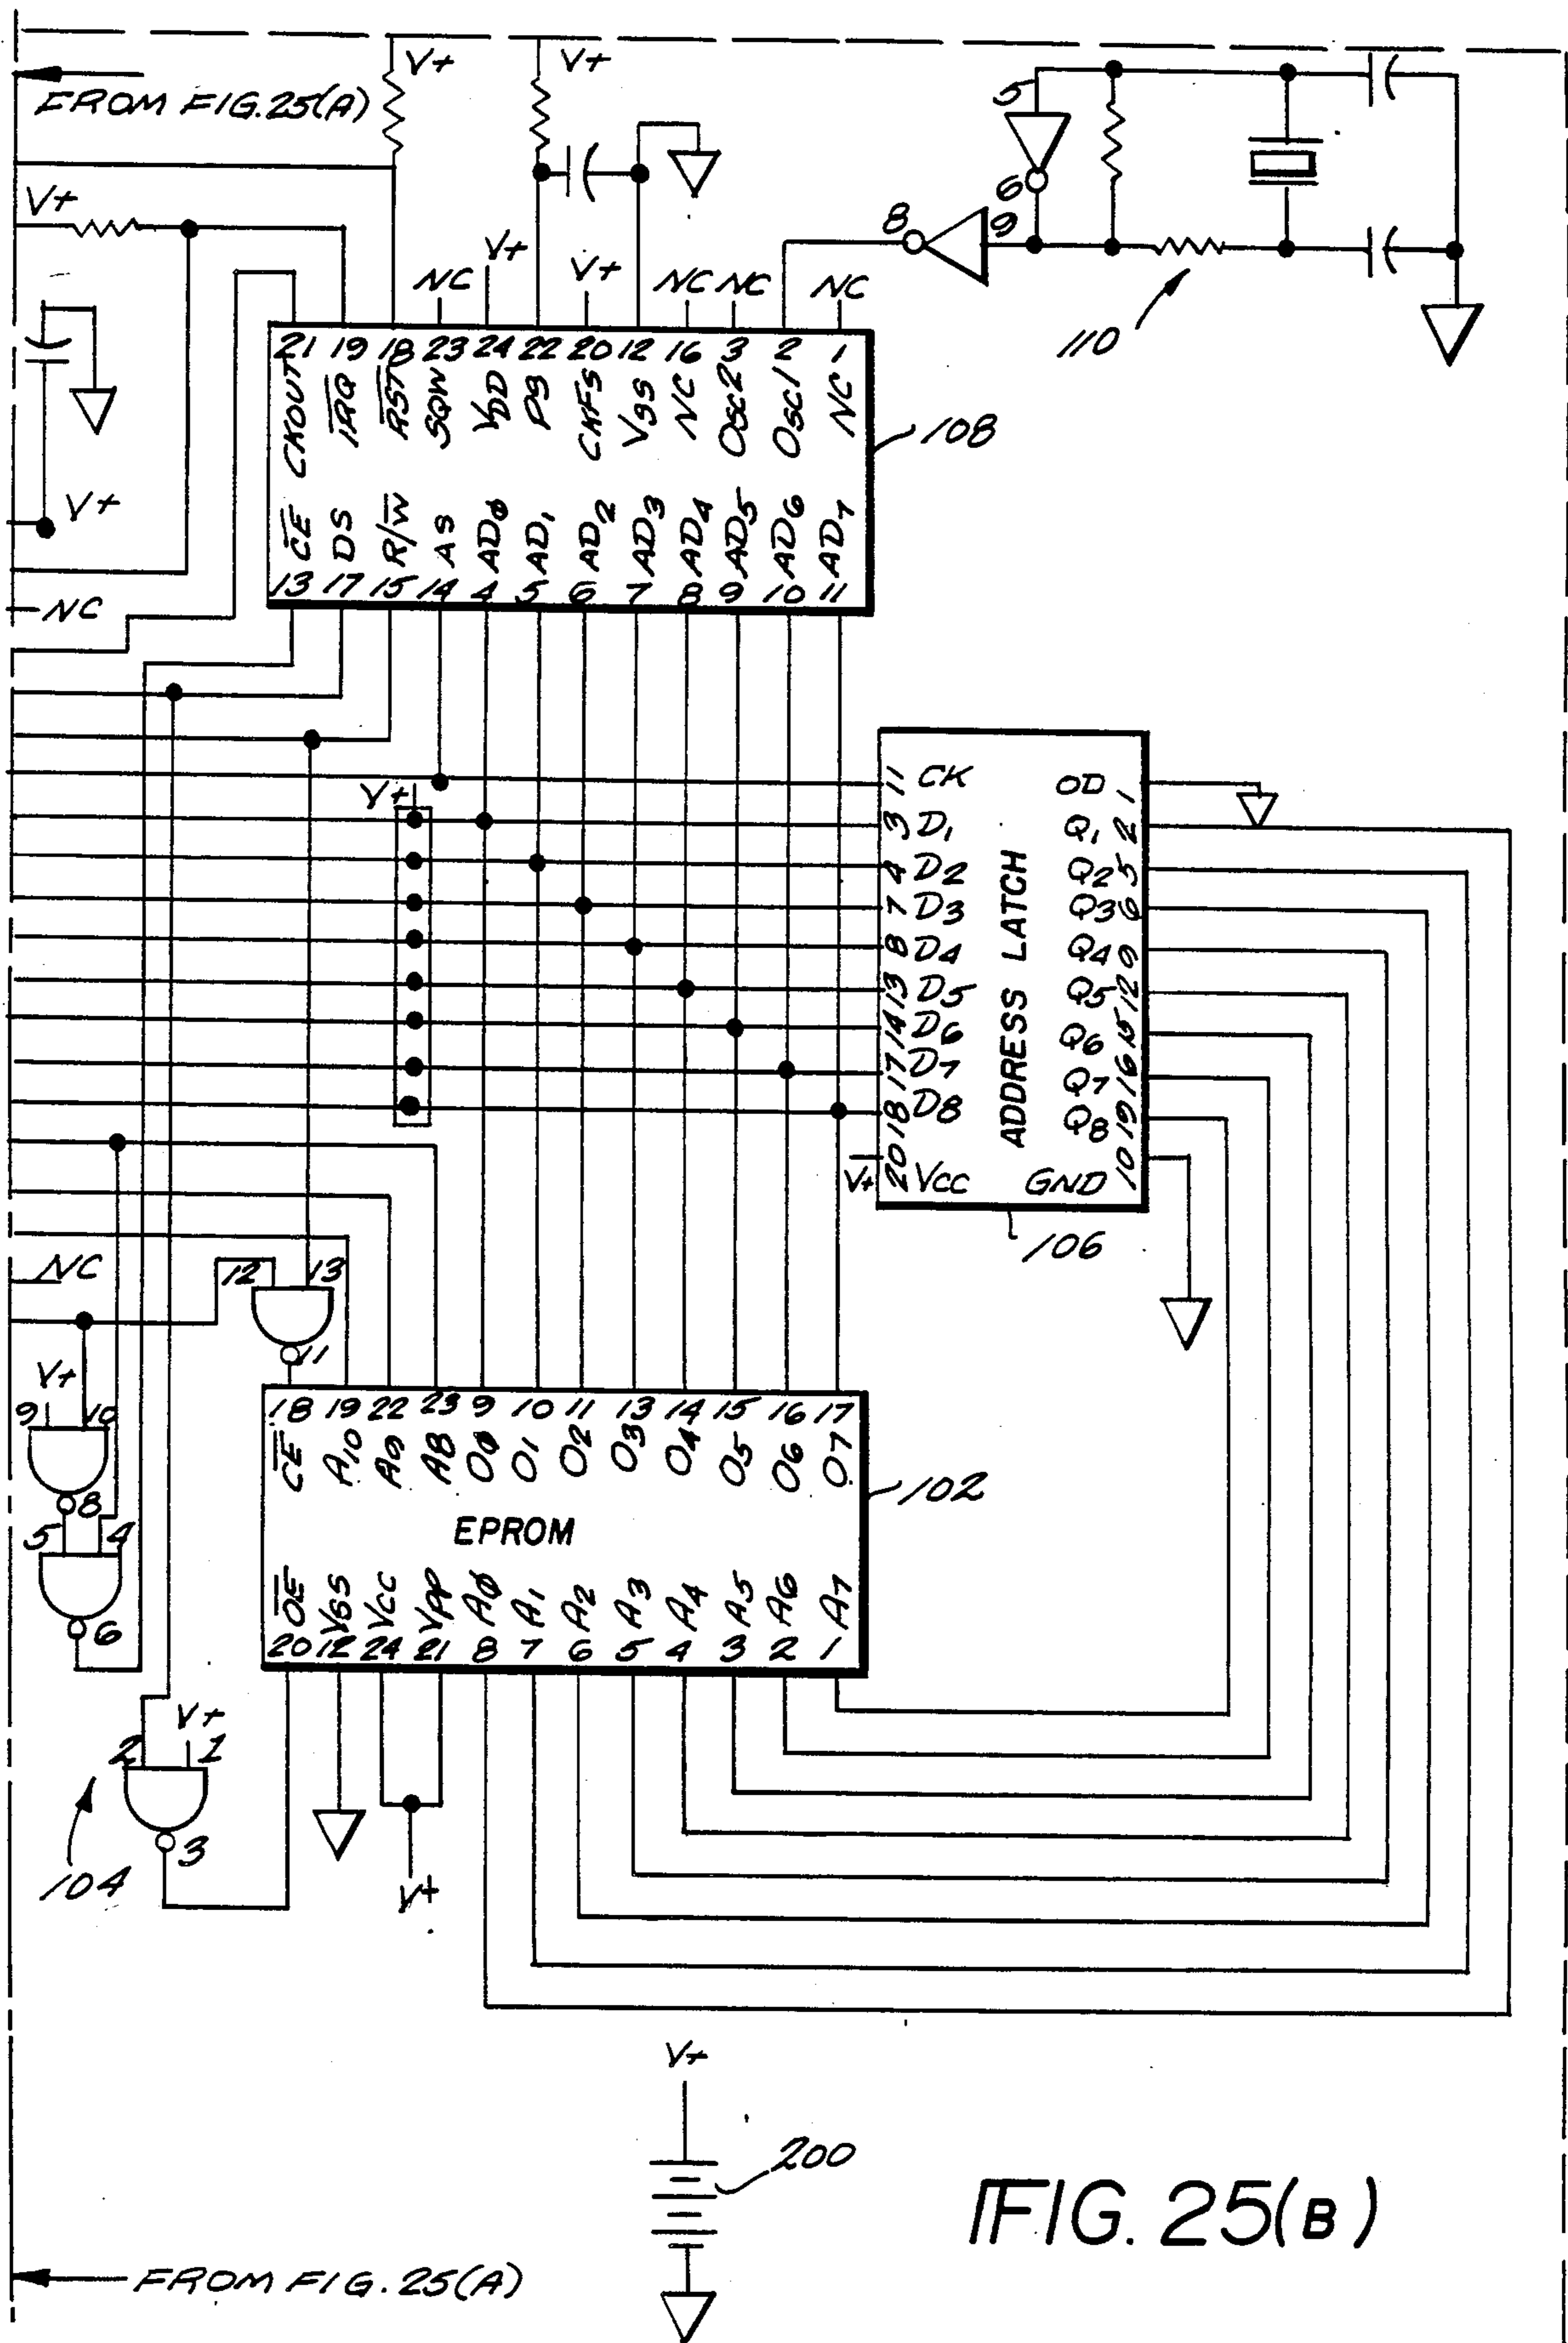 V+
V+
FROM FIG. 25(A)
5
6
8
9
V+
V+
NC
V+
NC
NC
NC
110
21 19 18 23 24 22 20 12 16 3 2 1
CKOUT IRQ RST SQW VDD PS CKFS VSS NC OSC2 OSC1 NC
108
V+
CE DS R/W AS AD0 AD1 AD2 AD3 AD4 AD5 AD6 AD7
13 17 15 14 4 5 6 7 8 9 10 11
NC
V+
11 CK OD 1
3 D1 Q1 2
4 D2 Q2 5
7 D3 Q3 6
8 D4 Q4 9
13 D5 Q5 12
14 D6 Q6 15
17 D7 Q7 16
18 D8 Q8 19
V+ 20 VCC GND 10
ADDRESS LATCH
106
NC
12 13
11
V+
9 10
8
5 4
6
18 19 22 23 9 10 11 13 14 15 16 17
CE A10 A9 A8 O0 O1 O2 O3 O4 O5 O6 O7
102
EPROM
OE VSS VCC VPP A0 A1 A2 A3 A4 A5 A6 A7
20 12 24 21 8 7 6 5 4 3 2 1
V+
2 1
3
104
V+
V+
200
FIG. 25(B)
FROM FIG. 25(A)